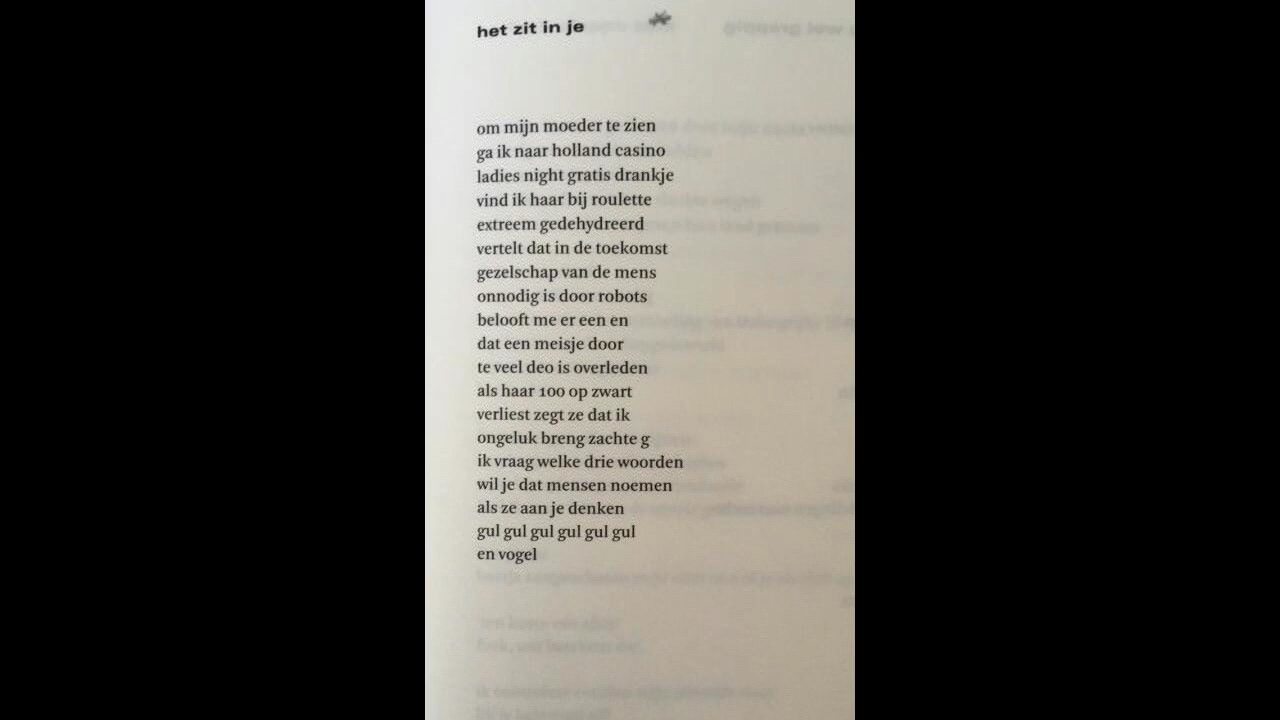 het zit in je
om mijn moeder te zien
ga ik naar holland casino
ladies night gratis drankje
vind ik haar bij roulette
extreem gedehydreerd
vertelt dat in de toekomst
gezelschap van de mens
onnodig is door robots
belooft me er een en
dat een meisje door
te veel deo is overleden
als haar 100 op zwart
verliest zegt ze dat ik
ongeluk breng zachte g
ik vraag welke drie woorden
wil je dat mensen noemen
als ze aan je denken
gul gul gul gul gul gul
en vogel